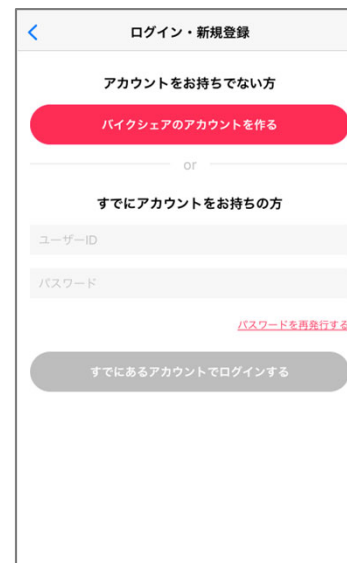 ログイン・新規登録
アカウントをお持ちでない方
バイクシェアのアカウントを作る
or
すでにアカウントをお持ちの方
ユーザーID
パスワード
パスワードを再発行する
すでにあるアカウントでログインする